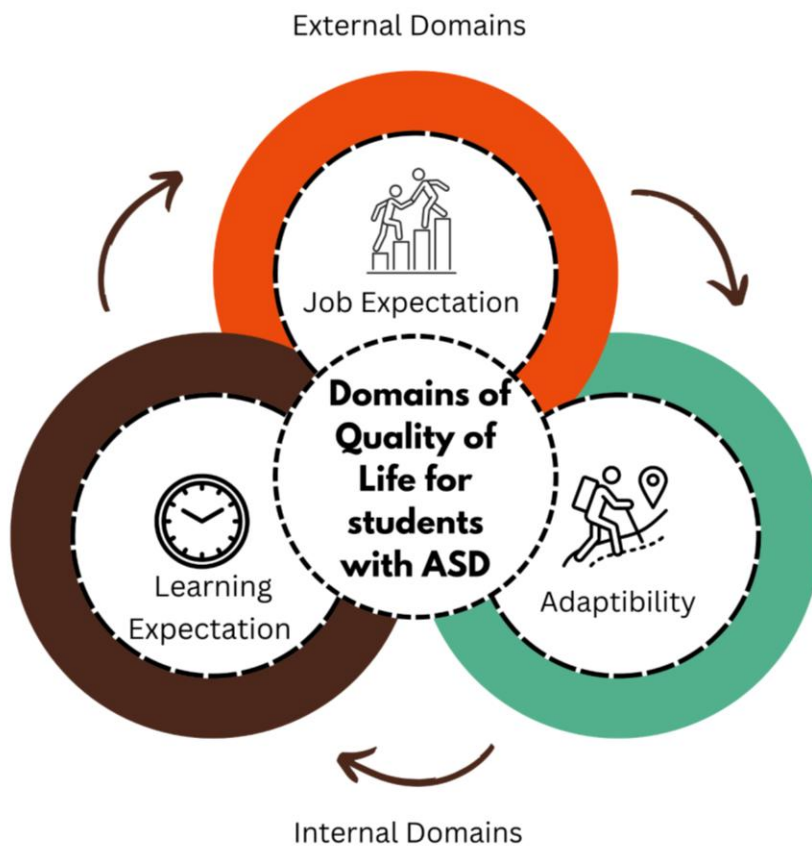 External Domains
Job Expectation
Domains of
Quality of
Life for
students
with ASD
Learning
Expectation
Adaptibility
Internal Domains